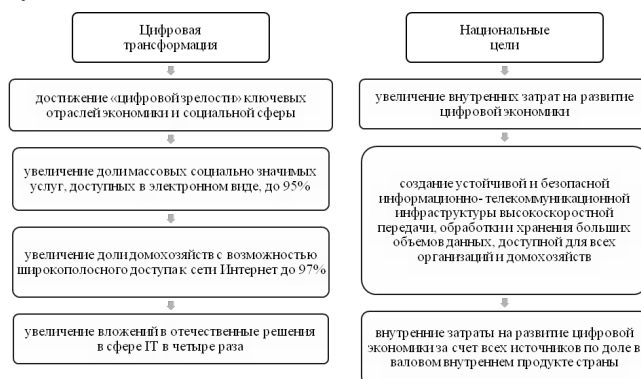 Цифровая
трансформация
достижение «цифровой зрелости» ключевых
отраслей экономики и социальной сферы
увеличение доли массовых социально значимых
услуг, доступных в электронном виде, до 95%
увеличение доли домохозяйств с возможностью
широкополосного доступа к сети Интернет до 97%
увеличение вложений в отечественные решения
в сфере IT в четыре раза
Национальные
цели
увеличение внутренних затрат на развитие
цифровой экономики
создание устойчивой и безопасной
информационно- телекоммуникационной
инфраструктуры высокоскоростной
передачи, обработки и хранения больших
объемов данных, доступной для всех
организаций и домохозяйств
внутренние затраты на развитие цифровой
экономики за счет всех источников по доле в
валовом внутреннем продукте страны